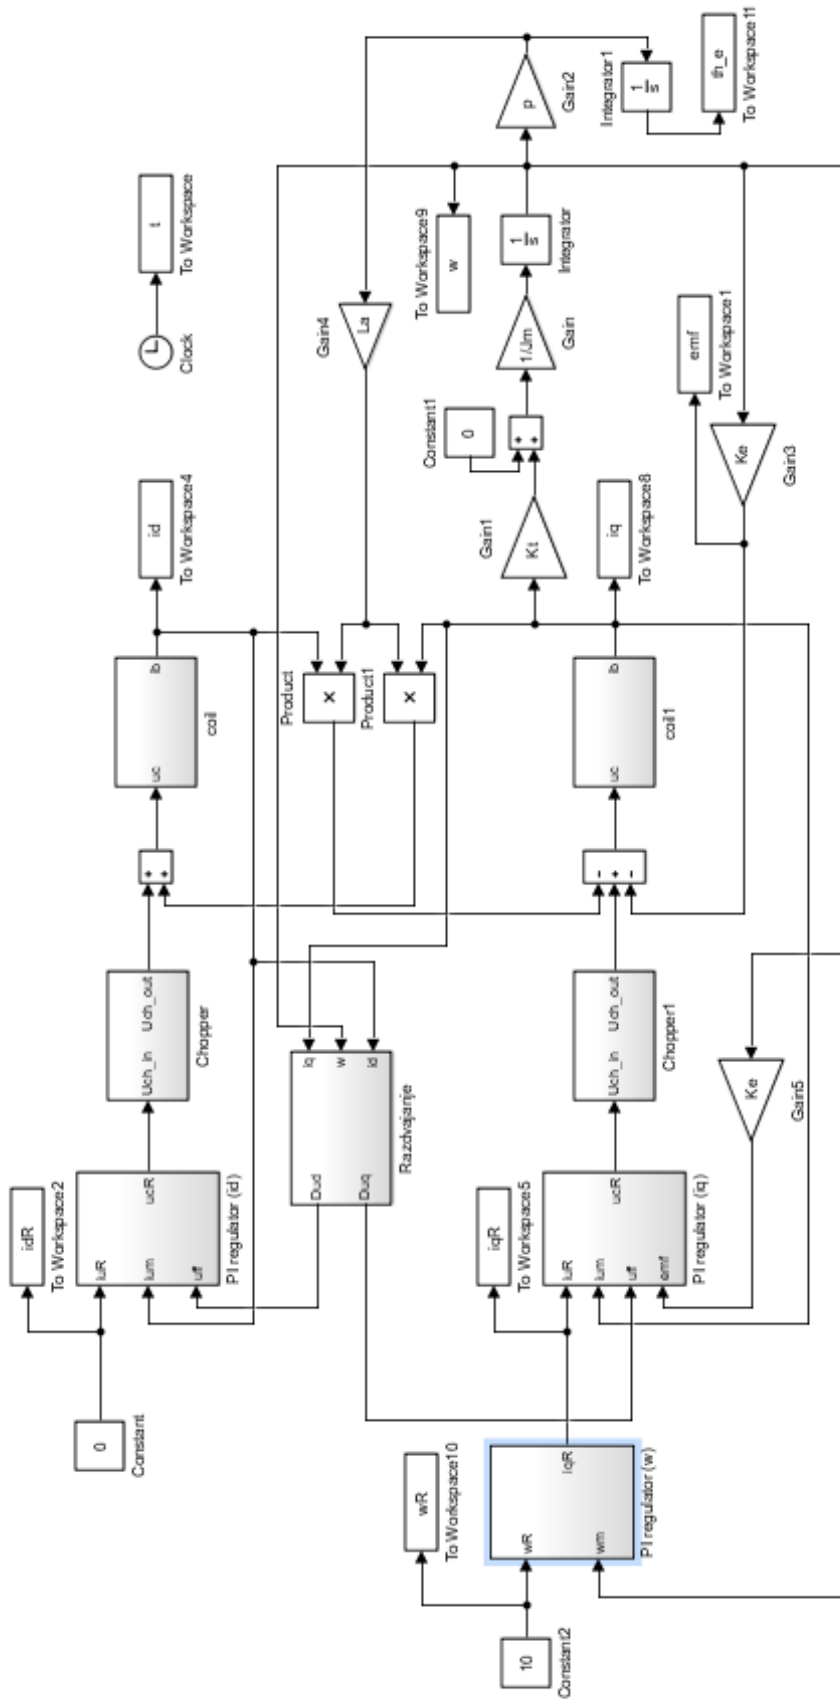 0
Constant
idR
To Workspace2
iuR
ium
uff
ucR
PI regulator (id)
Uch_in
Uch_out
Chopper
+
+
uc
ib
coil
id
To Workspace4
Clock
t
To Workspace
Dud
Duq
iq
w
id
Razdvajanje
Product
×
Product1
×
La
Gain4
10
Constant2
wR
To Workspace10
wR
wm
iqR
PI regulator (w)
iqR
To Workspace5
iuR
ium
uff
emf
ucR
PI regulator (iq)
Uch_in
Uch_out
Chopper1
-
+
-
uc
ib
coil1
iq
To Workspace8
Kt
Gain1
Constant1
0
+
+
1/Jm
Gain
1
s
Integrator
To Workspace9
w
p
Gain2
Integrator1
1
s
th_e
To Workspace11
emf
To Workspace1
Ke
Gain3
Ke
Gain5